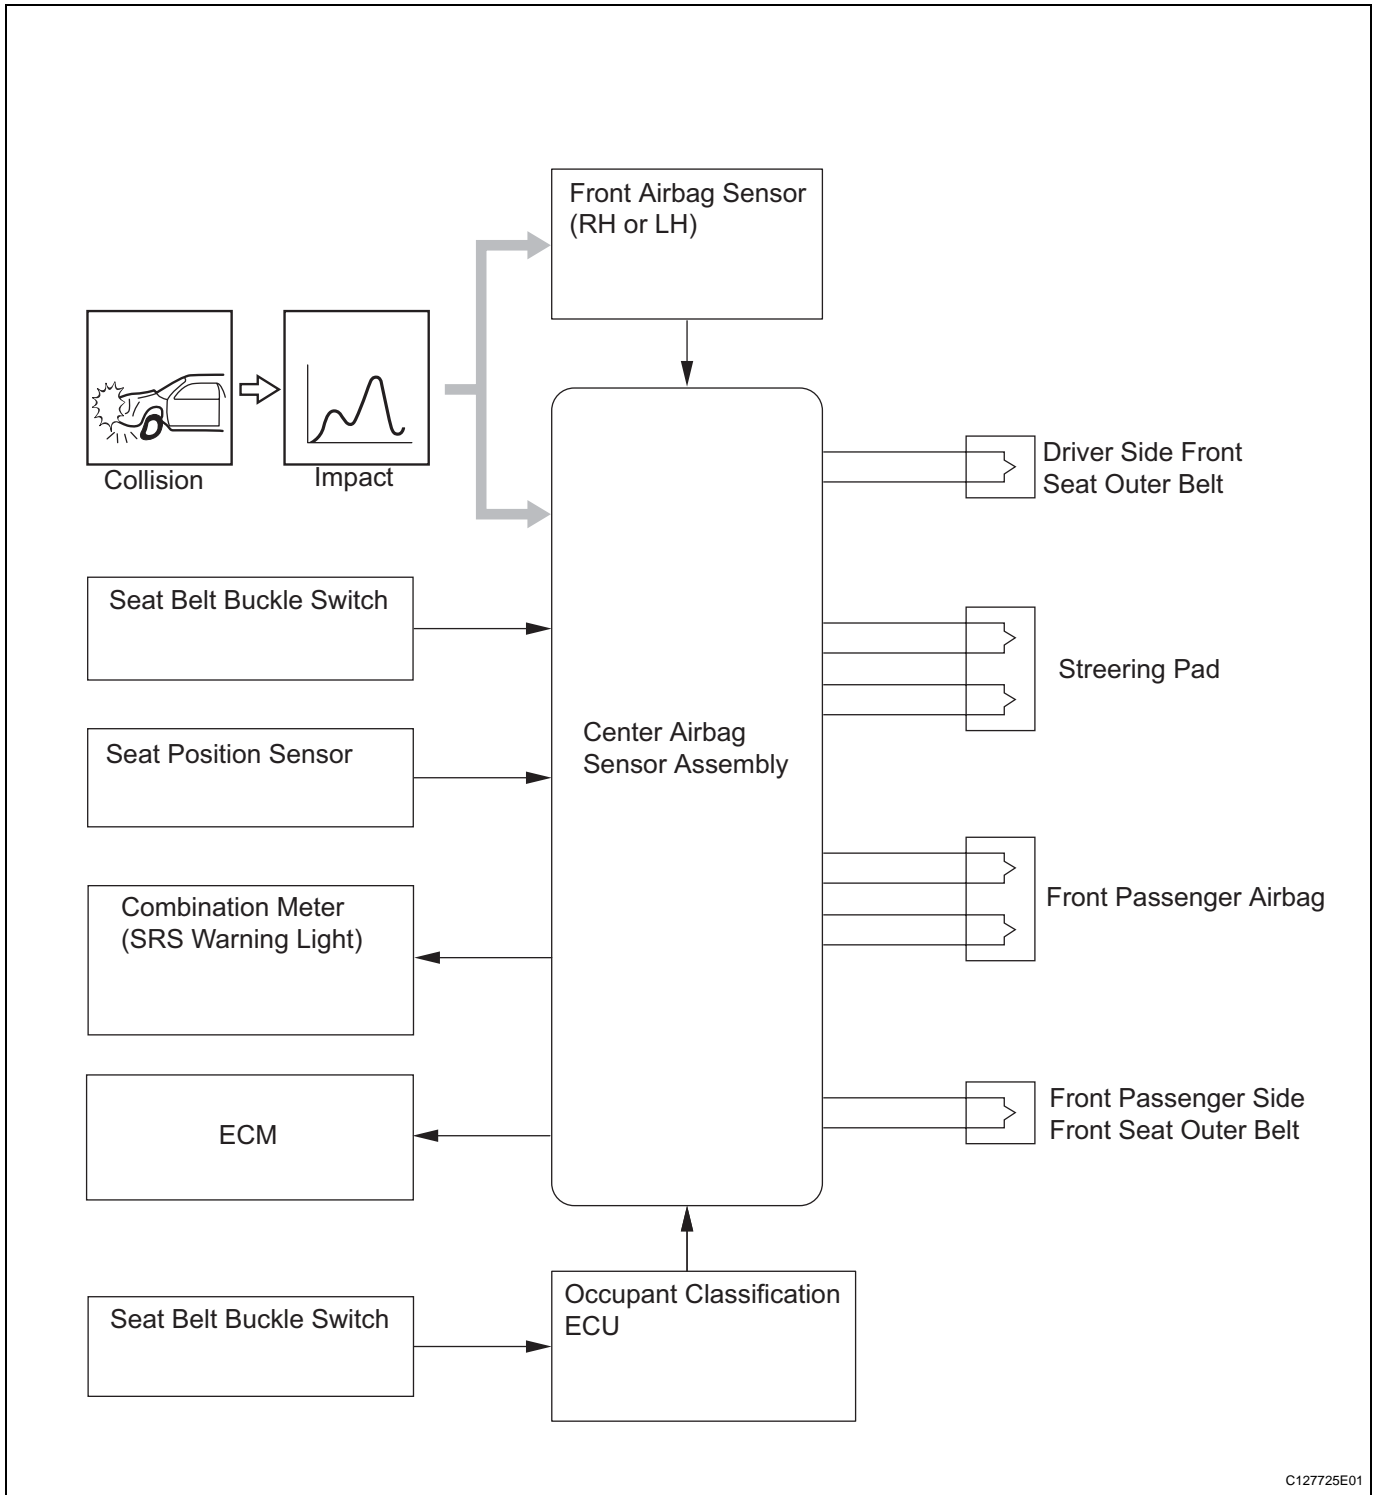 Front Airbag Sensor
(RH or LH)
Collision
Impact
Driver Side Front
Seat Outer Belt
Seat Belt Buckle Switch
Streering Pad
Seat Position Sensor
Center Airbag
Sensor Assembly
Combination Meter
(SRS Warning Light)
Front Passenger Airbag
ECM
Front Passenger Side
Front Seat Outer Belt
Seat Belt Buckle Switch
Occupant Classification
ECU
C127725E01